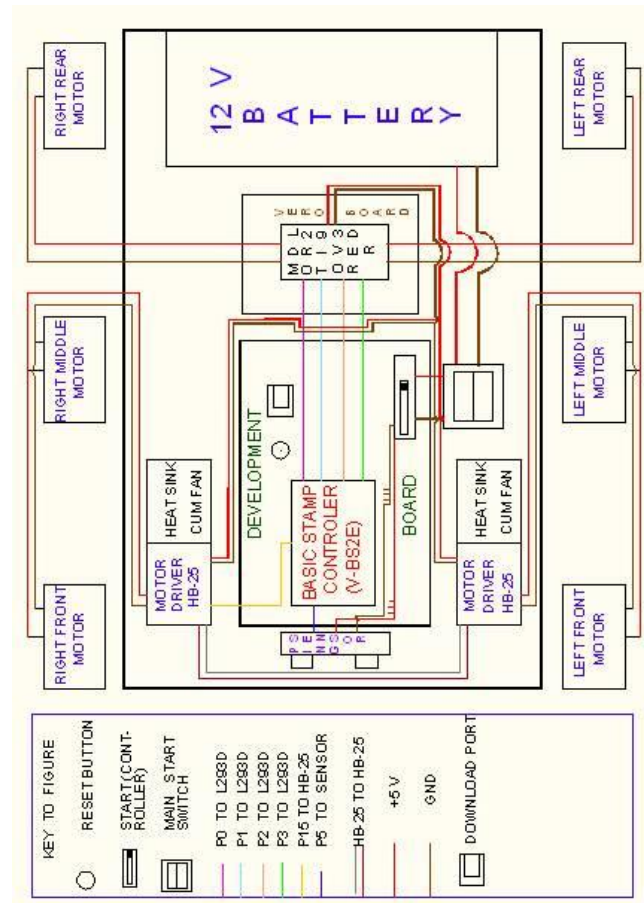 RIGHT REAR
MOTOR
RIGHT MIDDLE
MOTOR
RIGHT FRONT
MOTOR
12 V
BATTERY
VERO BOARD
MOTOR
DRIVER
L293D
DEVELOPMENT
BOARD
BASIC STAMP
CONTROLER
(V-BS2E)
PING
SENSOR
MOTOR
DRIVER
HB-25
HEAT SINK
CUM FAN
MOTOR
DRIVER
HB-25
HEAT SINK
CUM FAN
LEFT REAR
MOTOR
LEFT MIDDLE
MOTOR
LEFT FRONT
MOTOR
KEY TO FIGURE
RESET BUTTON
START(CONT-
ROLLER)
MAIN START
SWITCH
P0 TO L293D
P1 TO L293D
P2 TO L293D
P3 TO L293D
P15 TO HB-25
P5 TO SENSOR
HB-25 TO HB-25
+5 V
GND
DOWNLOAD PORT